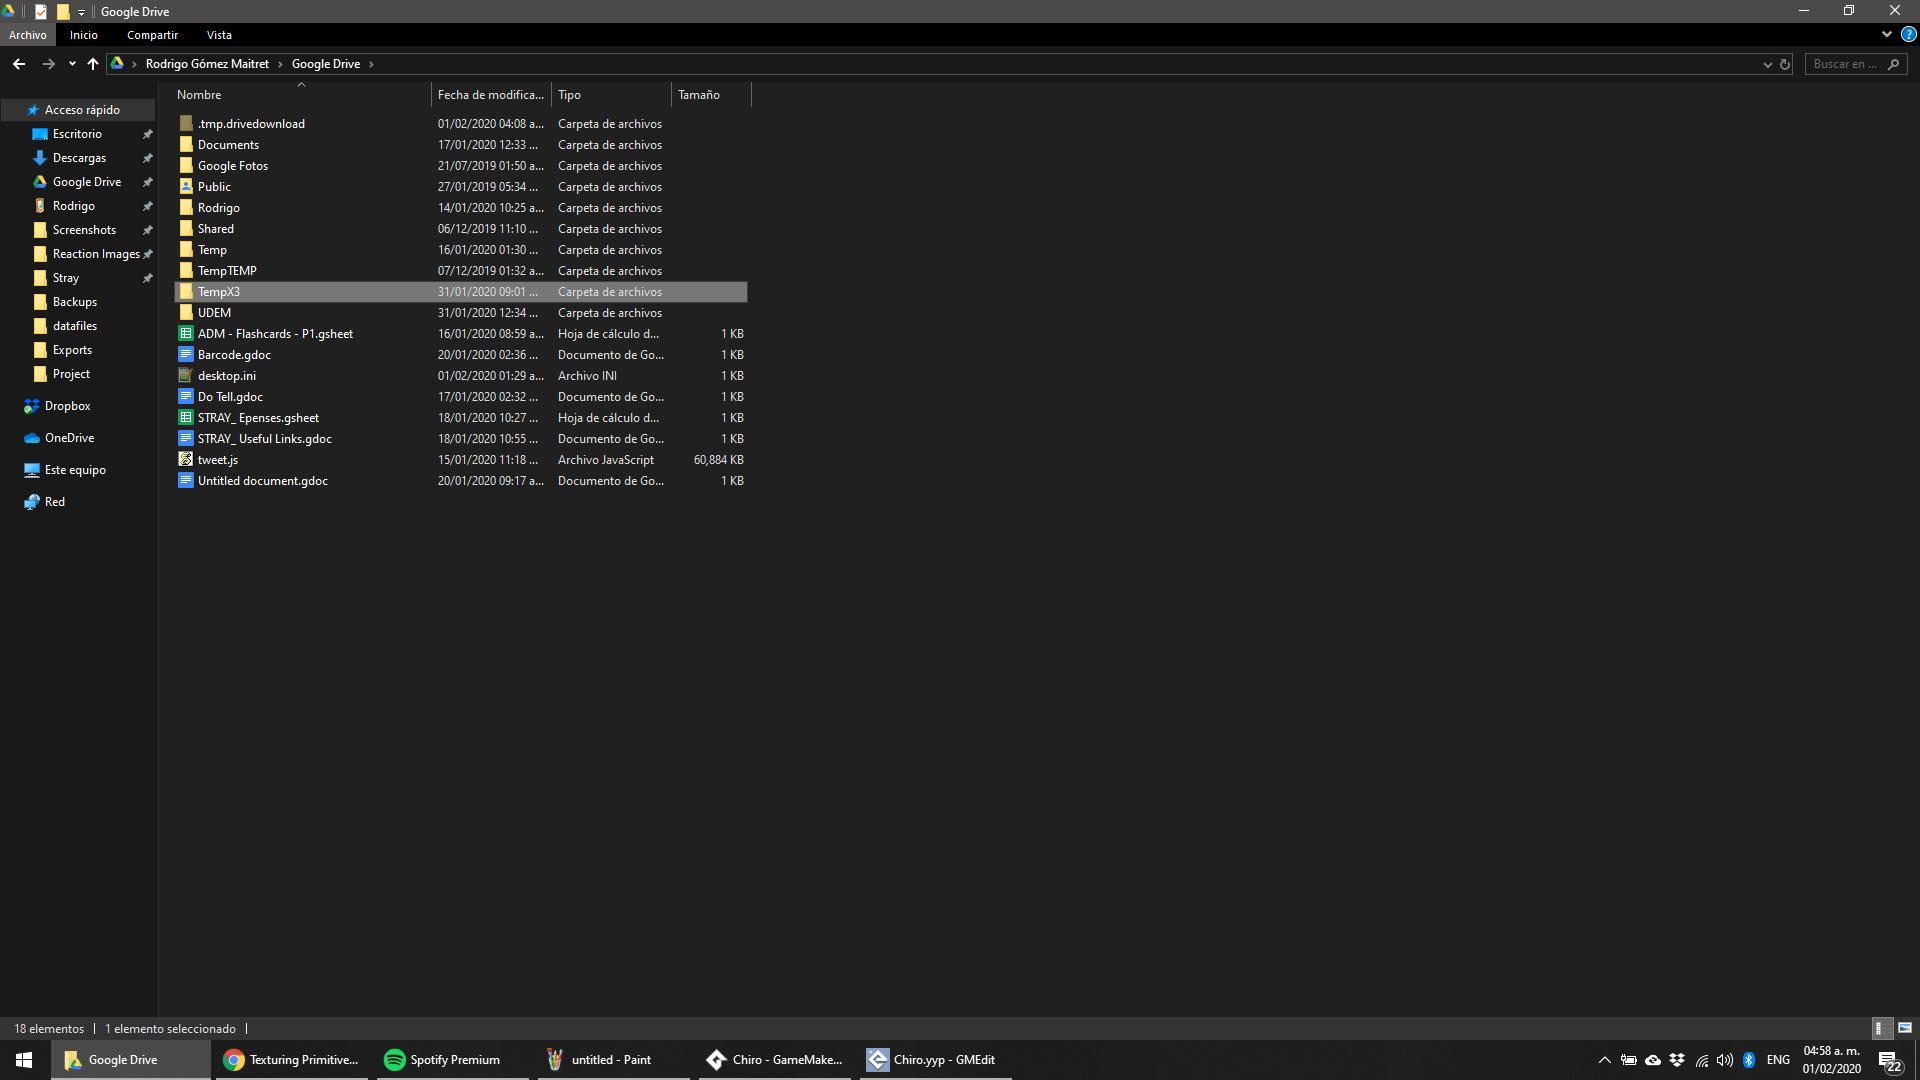 Google Drive
Archivo Inicio Compartir Vista
Rodrigo Gómez Maitret > Google Drive > Buscar en ...
Nombre Fecha de modifica... Tipo Tamaño
Acceso rápido
Escritorio
Descargas
Google Drive
Rodrigo
Screenshots
Reaction Images
Stray
Backups
datafiles
Exports
Project
Dropbox
OneDrive
Este equipo
Red
.tmp.drivedownload 01/02/2020 04:08 a... Carpeta de archivos
Documents 17/01/2020 12:33 ... Carpeta de archivos
Google Fotos 21/07/2019 01:50 a... Carpeta de archivos
Public 27/01/2019 05:34 ... Carpeta de archivos
Rodrigo 14/01/2020 10:25 a... Carpeta de archivos
Shared 06/12/2019 11:10 ... Carpeta de archivos
Temp 16/01/2020 01:30 ... Carpeta de archivos
TempTEMP 07/12/2019 01:32 a... Carpeta de archivos
TempX3 31/01/2020 09:01 ... Carpeta de archivos
UDEM 31/01/2020 12:34 ... Carpeta de archivos
ADM - Flashcards - P1.gsheet 16/01/2020 08:59 a... Hoja de cálculo d... 1 KB
Barcode.gdoc 20/01/2020 02:36 ... Documento de Go... 1 KB
desktop.ini 01/02/2020 01:29 a... Archivo INI 1 KB
Do Tell.gdoc 17/01/2020 02:32 ... Documento de Go... 1 KB
STRAY_ Epenses.gsheet 18/01/2020 10:27 ... Hoja de cálculo d... 1 KB
STRAY_ Useful Links.gdoc 18/01/2020 10:55 ... Documento de Go... 1 KB
tweet.js 15/01/2020 11:18 ... Archivo JavaScript 60,884 KB
Untitled document.gdoc 20/01/2020 09:17 a... Documento de Go... 1 KB
18 elementos 1 elemento seleccionado
Google Drive Texturing Primitive... Spotify Premium untitled - Paint Chiro - GameMake... Chiro.yyp - GMEdit ENG 04:58 a. m.
01/02/2020 22